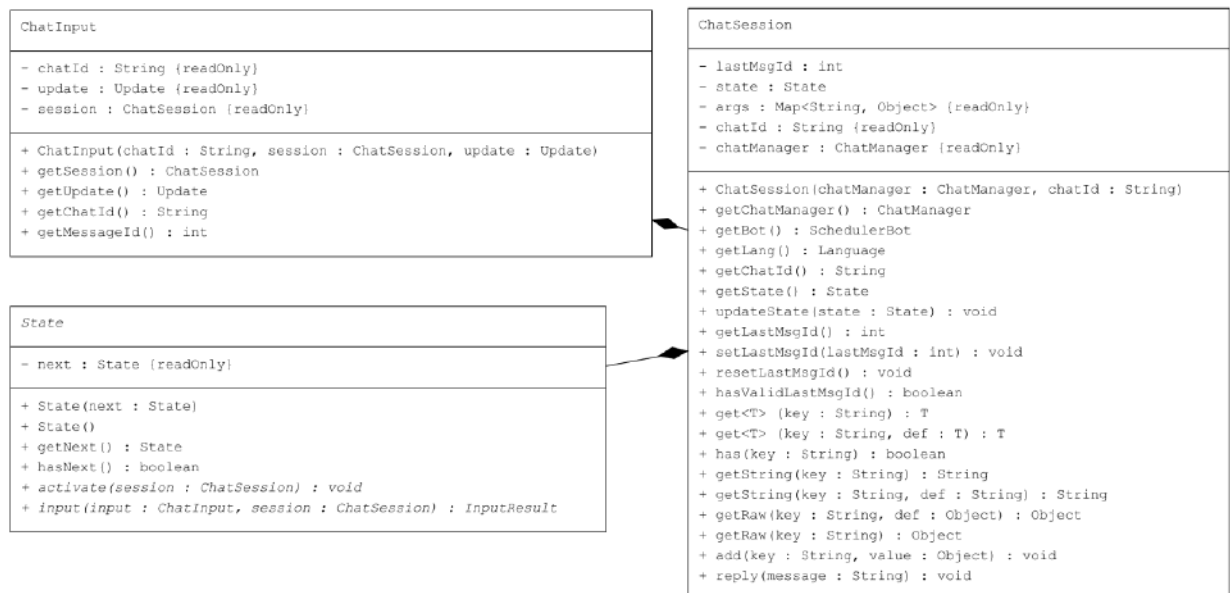 ChatInput
- chatId : String {readOnly}
- update : Update {readOnly}
- session : ChatSession {readOnly}
+ ChatInput(chatId : String, session : ChatSession, update : Update)
+ getSession() : ChatSession
+ getUpdate() : Update
+ getChatId() : String
+ getMessageId() : int
State
- next : State {readOnly}
+ State(next : State)
+ State()
+ getNext() : State
+ hasNext() : boolean
+ activate(session : ChatSession) : void
+ input(input : ChatInput, session : ChatSession) : InputResult
ChatSession
- lastMsgId : int
- state : State
- args : Map<String, Object> {readOnly}
- chatId : String {readOnly}
- chatManager : ChatManager {readOnly}
+ ChatSession(chatManager : ChatManager, chatId : String)
+ getChatManager() : ChatManager
+ getBot() : SchedulerBot
+ getLang() : Language
+ getChatId() : String
+ getState() : State
+ updateState(state : State) : void
+ getLastMsgId() : int
+ setLastMsgId(lastMsgId : int) : void
+ resetLastMsgId() : void
+ hasValidLastMsgId() : boolean
+ get<T> (key : String) : T
+ get<T> (key : String, def : T) : T
+ has(key : String) : boolean
+ getString(key : String) : String
+ getString(key : String, def : String) : String
+ getRaw(key : String, def : Object) : Object
+ getRaw(key : String) : Object
+ add(key : String, value : Object) : void
+ reply(message : String) : void